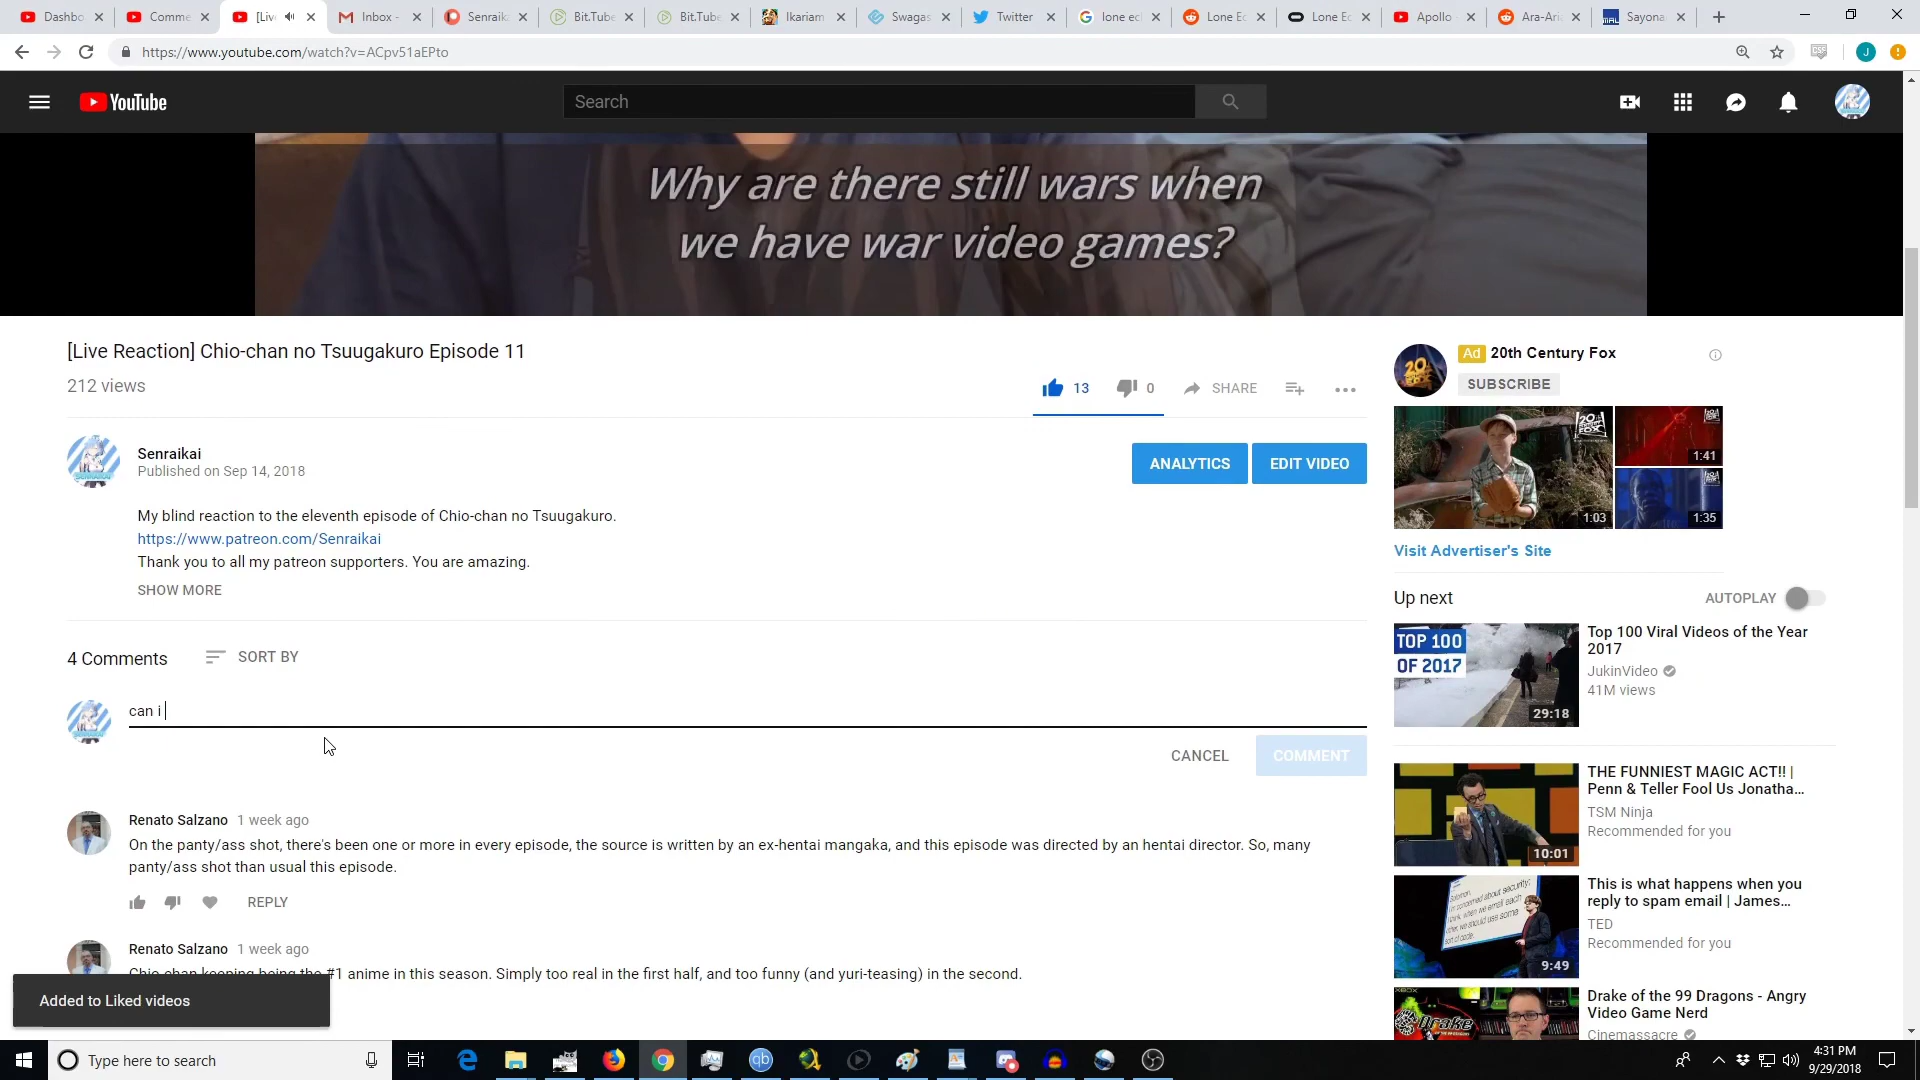 Dashbo
Comme
[Liv
Inbox -
Senraik
Bit.Tube
Bit.Tube
Ikariam
Swagas
Twitter
lone ec
Lone Ec
Lone Ec
Apollo -
Ara-Ari
Sayona
https://www.youtube.com/watch?v=ACpv51aEPto
J
YouTube
Search
Why are there still wars when
we have war video games?
[Live Reaction] Chio-chan no Tsuugakuro Episode 11
212 views
13
0
SHARE
Senraikai
Published on Sep 14, 2018
ANALYTICS
EDIT VIDEO
My blind reaction to the eleventh episode of Chio-chan no Tsuugakuro.
https://www.patreon.com/Senraikai
Thank you to all my patreon supporters. You are amazing.
SHOW MORE
4 Comments
SORT BY
can i
CANCEL
COMMENT
Renato Salzano 1 week ago
On the panty/ass shot, there's been one or more in every episode, the source is written by an ex-hentai mangaka, and this episode was directed by an hentai director. So, many
panty/ass shot than usual this episode.
REPLY
Renato Salzano 1 week ago
Chio-chan keeping being the #1 anime in this season. Simply too real in the first half, and too funny (and yuri-teasing) in the second.
Added to Liked videos
Ad 20th Century Fox
SUBSCRIBE
1:03
1:41
1:35
Visit Advertiser's Site
Up next
AUTOPLAY
TOP 100
OF 2017
29:18
Top 100 Viral Videos of the Year
2017
JukinVideo
41M views
10:01
THE FUNNIEST MAGIC ACT!! |
Penn & Teller Fool Us Jonatha...
TSM Ninja
Recommended for you
9:49
This is what happens when you
reply to spam email | James...
TED
Recommended for you
Drake of the 99 Dragons - Angry
Video Game Nerd
Cinemassacre
Type here to search
4:31 PM
9/29/2018